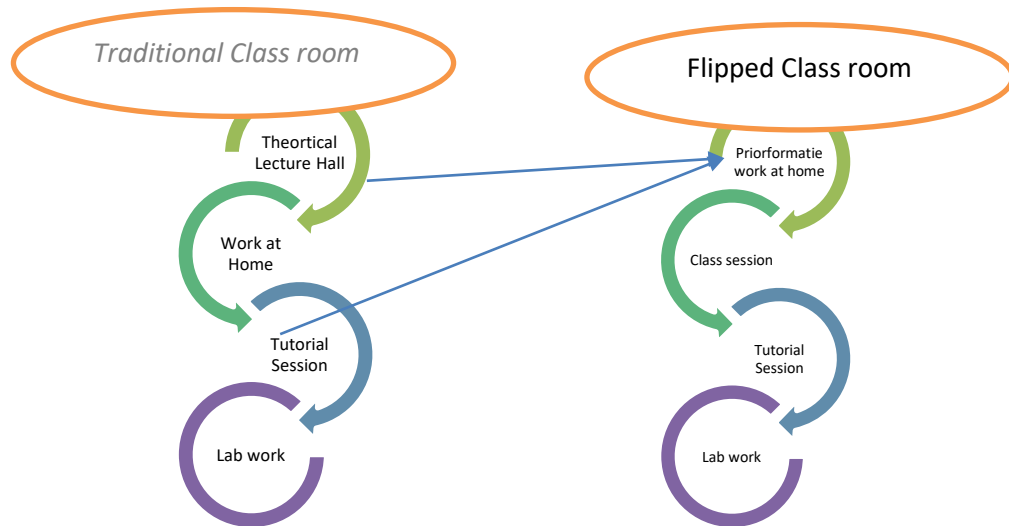 Traditional Class room
Theortical
Lecture Hall
Work at
Home
Tutorial
Session
Lab work
Flipped Class room
Priorformatie
work at home
Class session
Tutorial
Session
Lab work